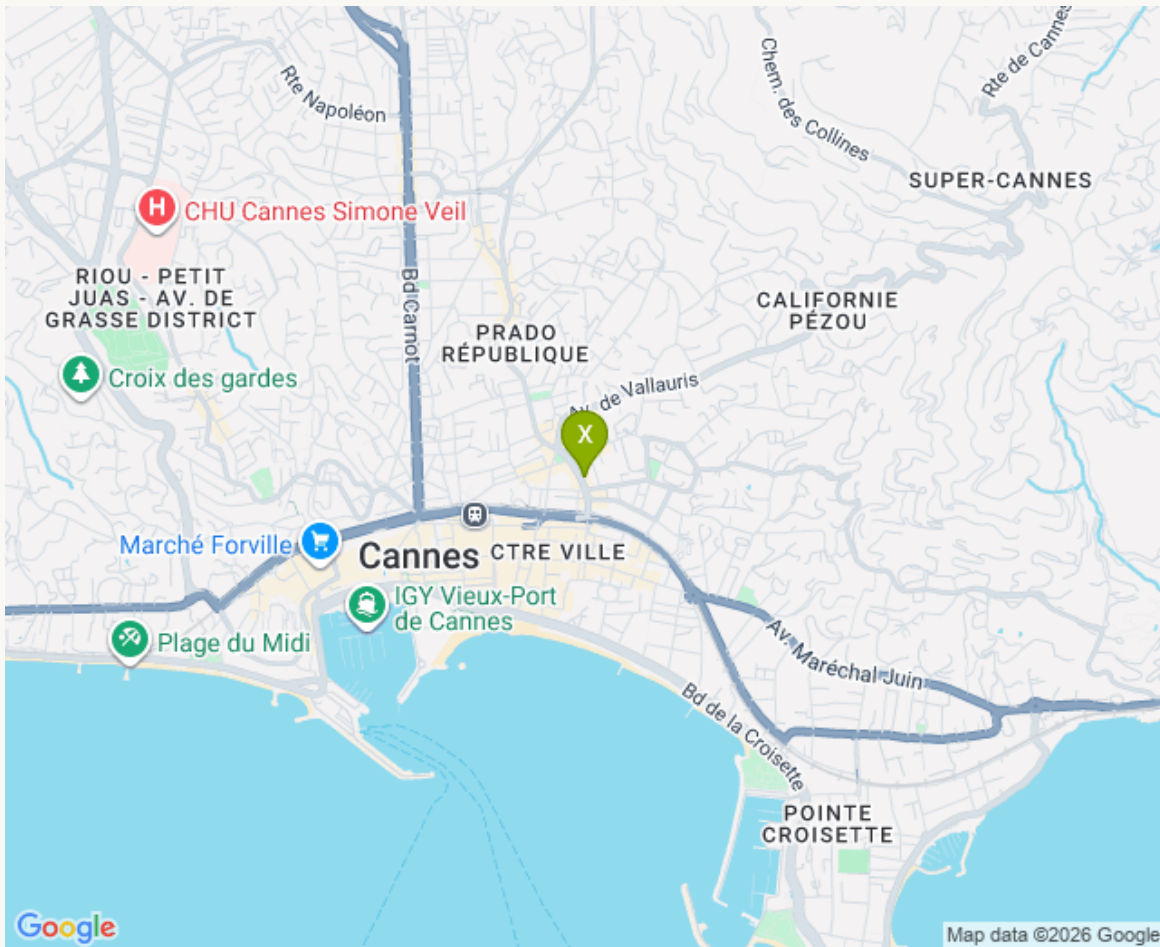 Rte Napoléon
Chem. des Collines
Rte de Cannes
SUPER-CANNES
H
CHU Cannes Simone Veil
RIOU - PETIT
JUAS - AV. DE
GRASSE DISTRICT
Bd Carnot
CALIFORNIE
PÉZOU
PRADO
RÉPUBLIQUE
Croix des gardes
Av. de Vallauris
X
Marché Forville
Cannes
CTRE VILLE
IGY Vieux-Port
de Cannes
Plage du Midi
Av. Maréchal Juin
Bd de la Croisette
POINTE
CROISETTE
Google
Map data ©2026 Google